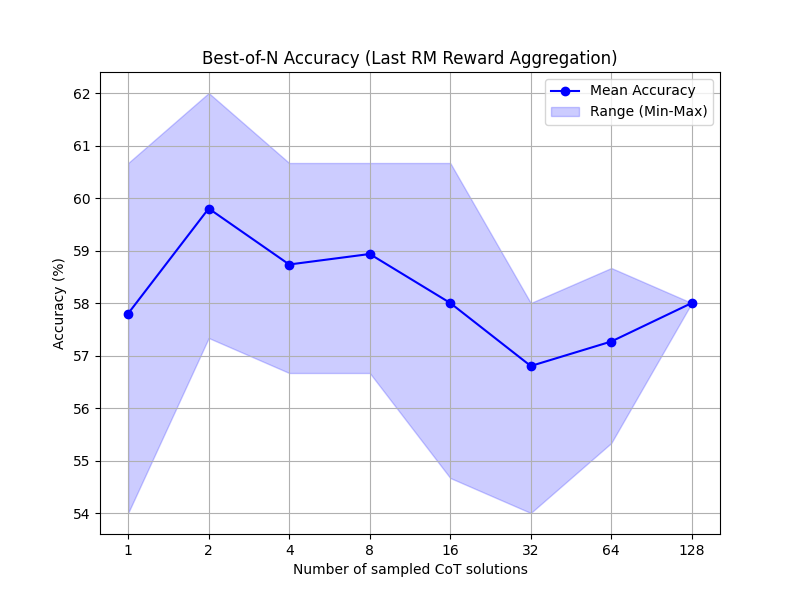 Best-of-N Accuracy (Last RM Reward Aggregation)
Mean Accuracy
Range (Min-Max)
Accuracy (%)
62
61
60
59
58
57
56
55
54
1 2 4 8 16 32 64 128
Number of sampled CoT solutions